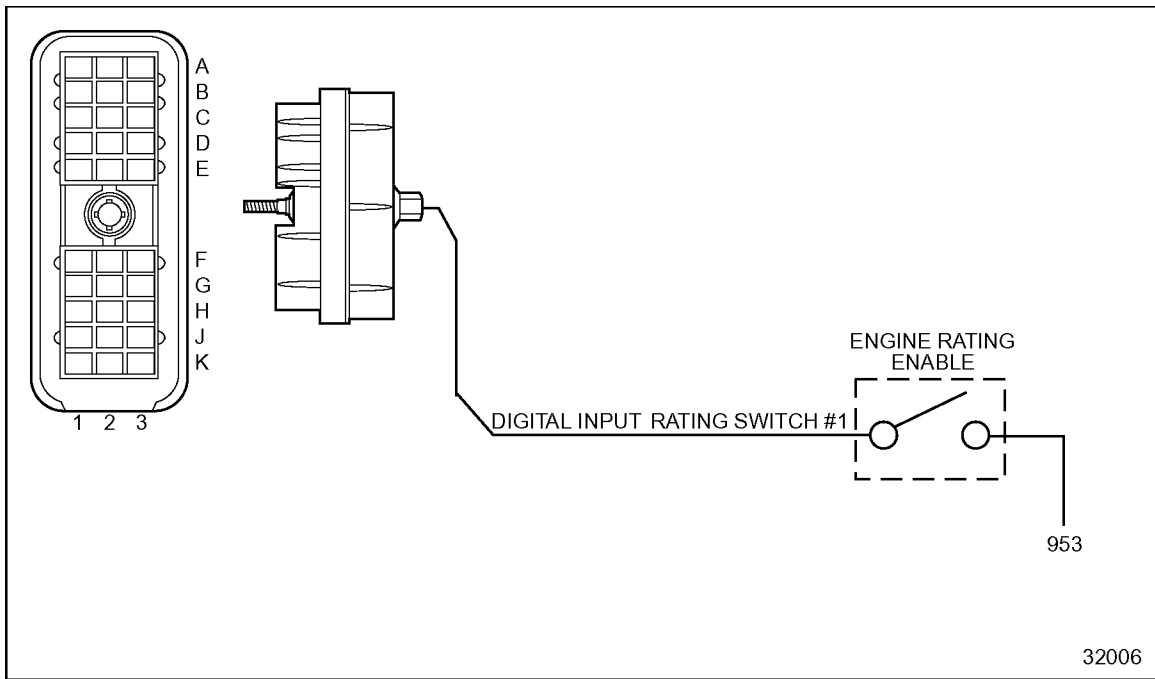 A
B
C
D
E
F
G
H
J
K
1 2 3
ENGINE RATING
ENABLE
DIGITAL INPUT RATING SWITCH #1
953
32006